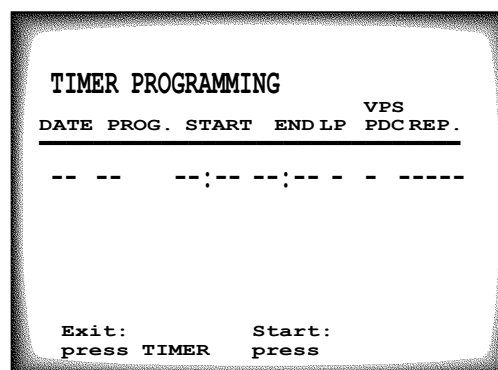 TIMER PROGRAMMING
VPS
DATE PROG. START END LP PDC REP.
-- -- --:-- --:-- - - -----
Exit: Start:
press TIMER press